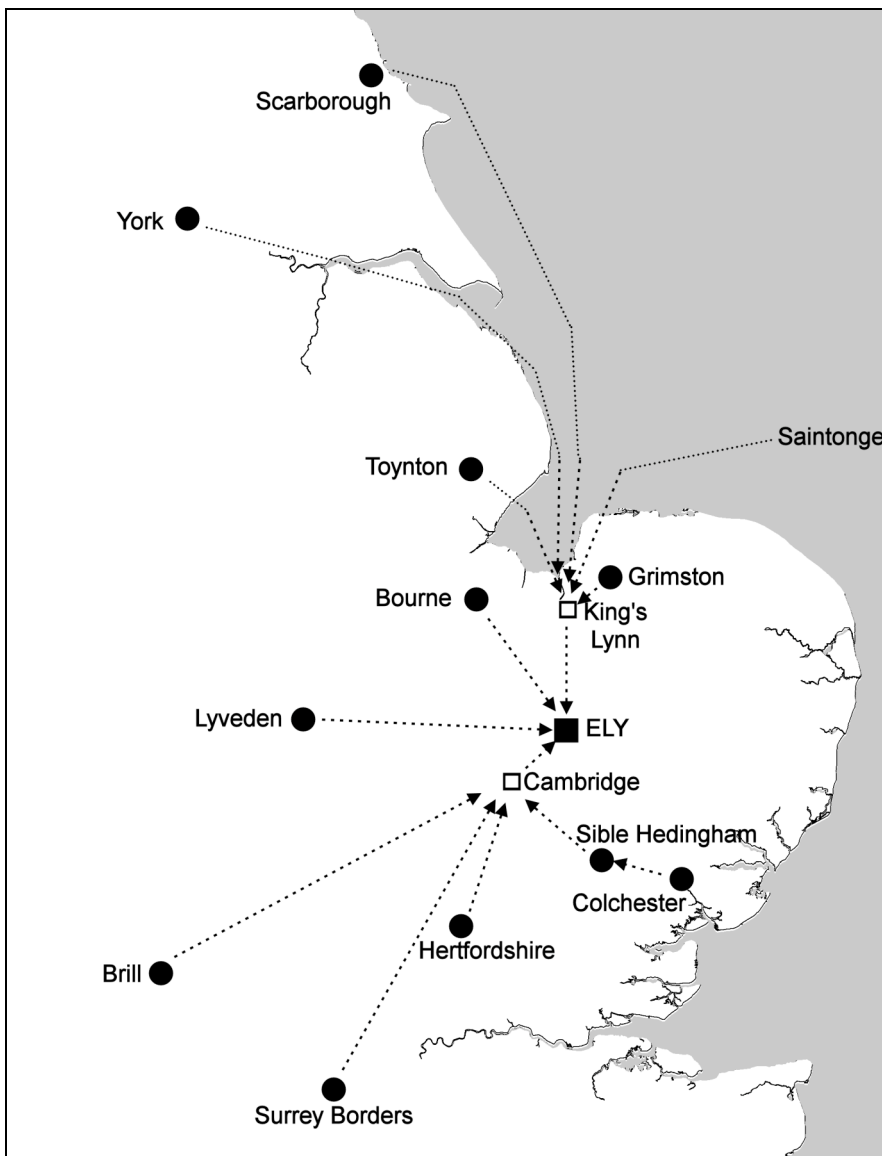 Scarborough
York
Saintonge
Toynton
Grimston
Bourne
King's
Lynn
Lyveden
ELY
Cambridge
Sible Hedingham
Colchester
Hertfordshire
Brill
Surrey Borders